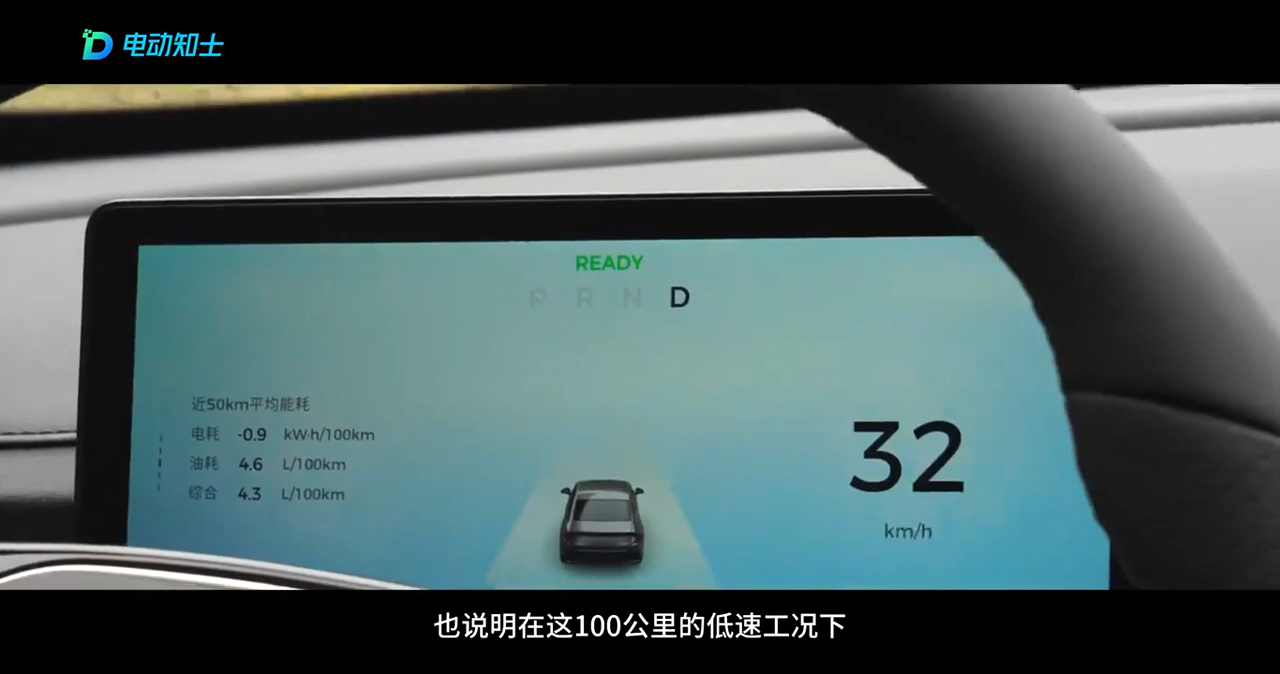 电动知士
READY
P R N D
近50km平均能耗
电耗 -0.9 kW·h/100km
油耗 4.6 L/100km
综合 4.3 L/100km
32
km/h
也说明在这100公里的低速工况下